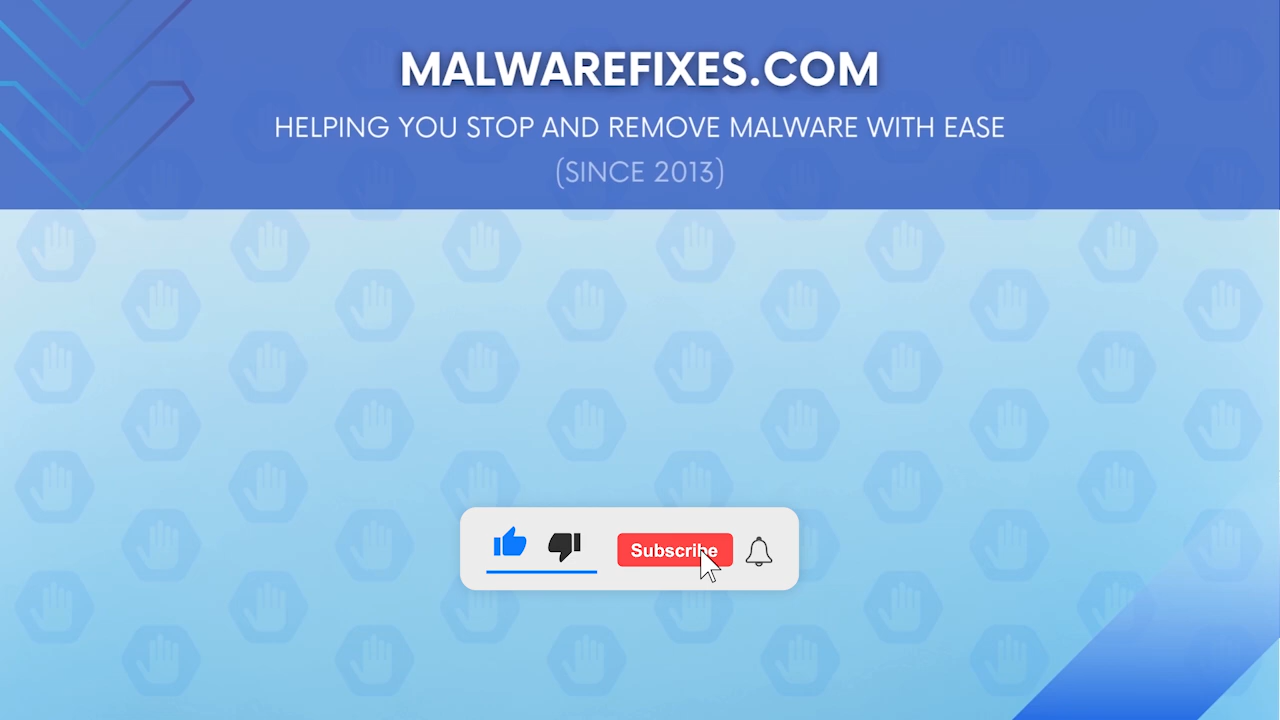 MALWAREFIXES.COM
HELPING YOU STOP AND REMOVE MALWARE WITH EASE
(SINCE 2013)
Subscribe